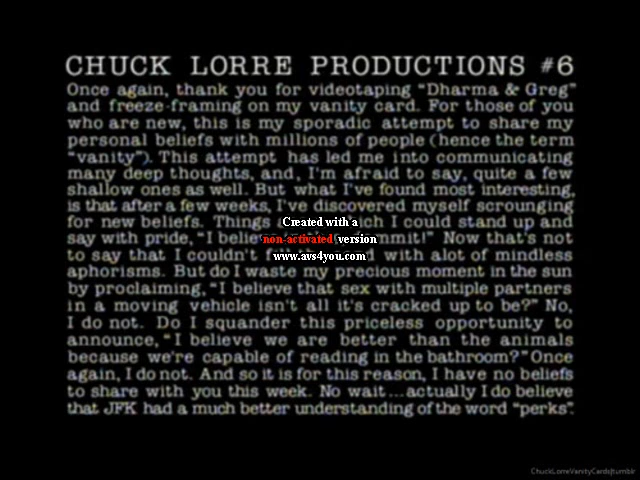 CHUCK LORRE PRODUCTIONS #6
Once again, thank you for videotaping "Dharma & Greg"
and freeze-framing on my vanity card. For those of you
who are new, this is my sporadic attempt to share my
personal beliefs with millions of people (hence the term
"vanity"). This attempt has led me into communicating
many deep thoughts, and, I'm afraid to say, quite a few
shallow ones as well. But what I've found most interesting,
is that after a few weeks, I've discovered myself scrounging
for new beliefs. Things which I could stand up and
Created with a
say with pride, "I believe dammit!" Now that's not
non-activated version
to say that I couldn't with alot of mindless
www.avs4you.com
aphorisms. But do I waste my precious moment in the sun
by proclaiming, "I believe that sex with multiple partners
in a moving vehicle isn't all it's cracked up to be?" No,
I do not. Do I squander this priceless opportunity to
announce, "I believe we are better than the animals
because we're capable of reading in the bathroom?" Once
again, I do not. And so it is for this reason, I have no beliefs
to share with you this week. No wait...actually I do believe
that JFK had a much better understanding of the word "perks".
ChuckLorreVanityCards|tumblr